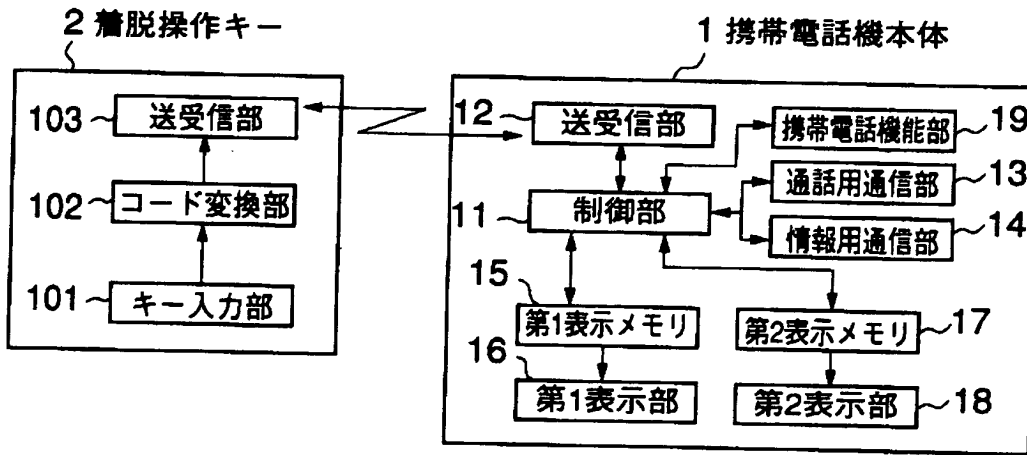 2 着脱操作キー
103 送受信部
102 コード変換部
101 キー入力部
1 携帯電話機本体
12 送受信部
携帯電話機能部 19
通話用通信部 13
11 制御部
情報用通信部 14
15 第1表示メモリ
第2表示メモリ 17
16 第1表示部
第2表示部 18